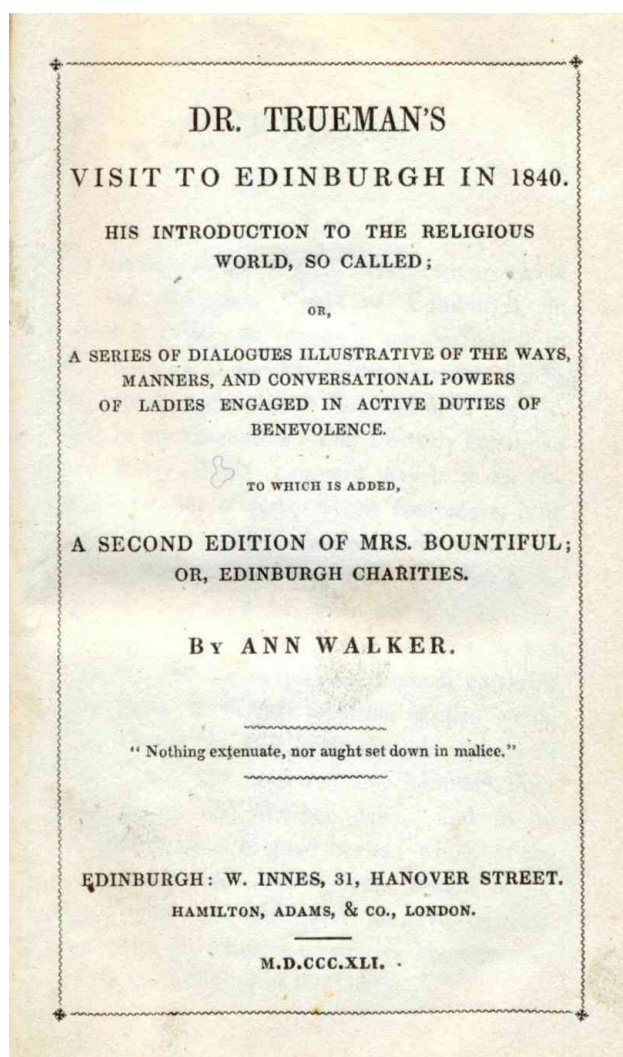 DR. TRUEMAN'S
VISIT TO EDINBURGH IN 1840.
HIS INTRODUCTION TO THE RELIGIOUS
WORLD, SO CALLED;
OR,
A SERIES OF DIALOGUES ILLUSTRATIVE OF THE WAYS,
MANNERS, AND CONVERSATIONAL POWERS
OF LADIES ENGAGED IN ACTIVE DUTIES OF
BENEVOLENCE.
TO WHICH IS ADDED,
A SECOND EDITION OF MRS. BOUNTIFUL;
OR, EDINBURGH CHARITIES.
BY ANN WALKER.
" Nothing extenuate, nor aught set down in malice."
EDINBURGH: W. INNES, 31, HANOVER STREET.
HAMILTON, ADAMS, & CO., LONDON.
M.D.CCC.XLI.